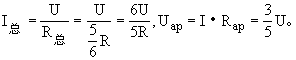 I总 = U/R总 = U/(5/6 R) = 6U/5R, Uap = I・Rap = 3/5 U。